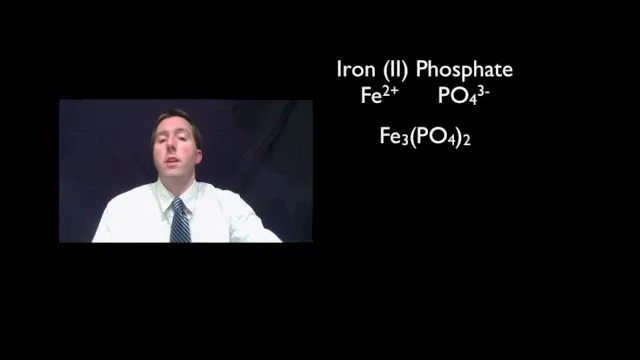 Iron (II) Phosphate
Fe²⁺ PO₄³⁻
Fe₃(PO₄)₂